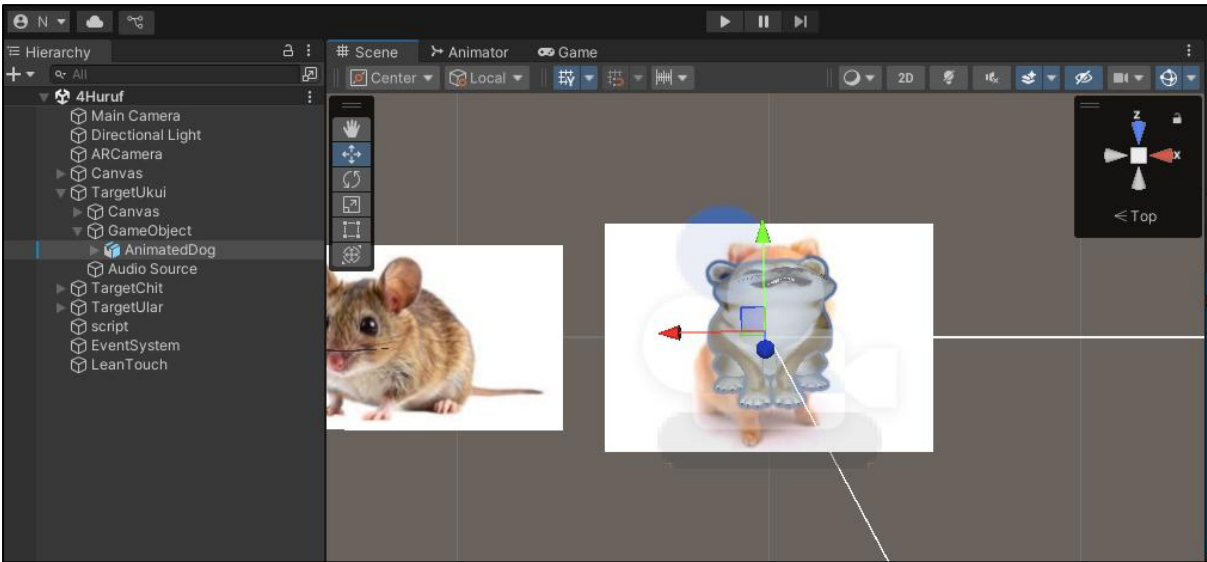 N
Hierarchy
All
4Huruf
Main Camera
Directional Light
ARCamera
Canvas
TargetUkui
Canvas
GameObject
AnimatedDog
Audio Source
TargetChit
TargetUlar
script
EventSystem
LeanTouch
Scene Animator Game
Center Local 2D
z
x
Top